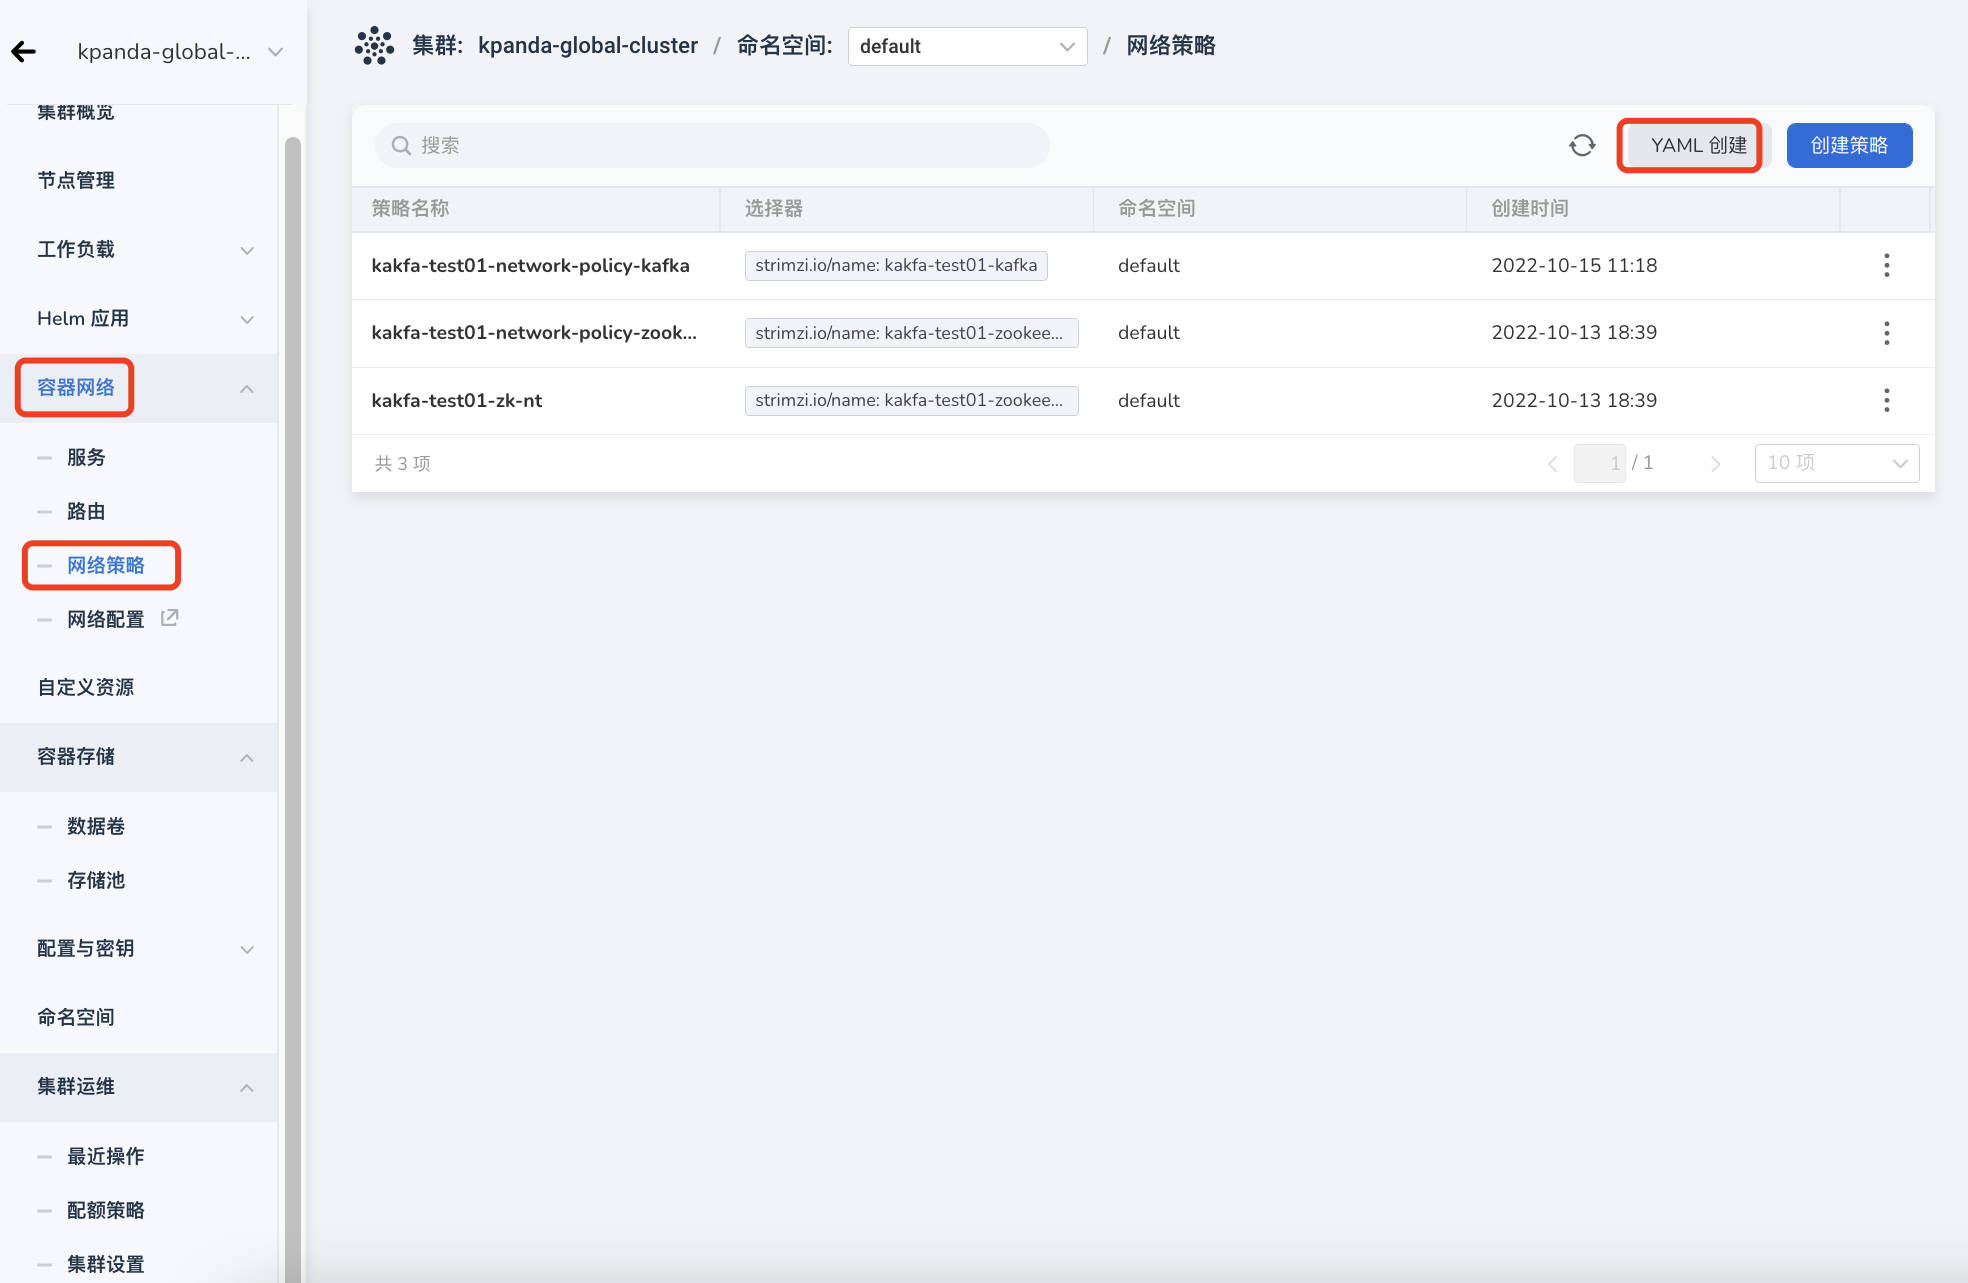 kpanda-global-...
集群概览
节点管理
工作负载
Helm 应用
容器网络
服务
路由
网络策略
网络配置
自定义资源
容器存储
数据卷
存储池
配置与密钥
命名空间
集群运维
最近操作
配额策略
集群设置
集群: kpanda-global-cluster / 命名空间: default / 网络策略
搜索 YAML 创建 创建策略
策略名称 选择器 命名空间 创建时间
kakfa-test01-network-policy-kafka strimzi.io/name: kakfa-test01-kafka default 2022-10-15 11:18
kakfa-test01-network-policy-zook... strimzi.io/name: kakfa-test01-zookee... default 2022-10-13 18:39
kakfa-test01-zk-nt strimzi.io/name: kakfa-test01-zookee... default 2022-10-13 18:39
共 3 项 1 / 1 10 项